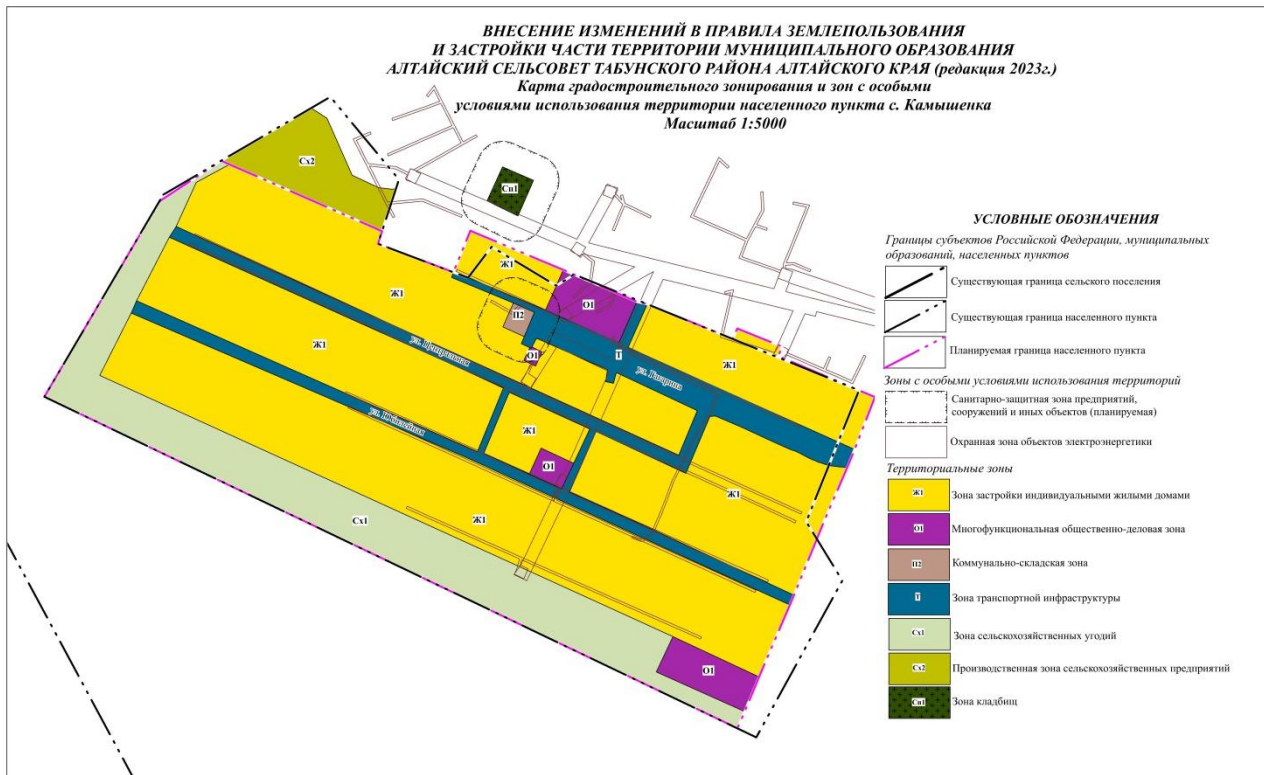 ВНЕСЕНИЕ ИЗМЕНЕНИЙ В ПРАВИЛА ЗЕМЛЕПОЛЬЗОВАНИЯ
И ЗАСТРОЙКИ ЧАСТИ ТЕРРИТОРИИ МУНИЦИПАЛЬНОГО ОБРАЗОВАНИЯ
АЛТАЙСКИЙ СЕЛЬСОВЕТ ТАБУНСКОГО РАЙОНА АЛТАЙСКОГО КРАЯ (редакция 2023г.)
Карта градостроительного зонирования и зон с особыми
условиями использования территории населенного пункта с. Камышенка
Масштаб 1:5000
Сх2
Сп1
Ж1
Ж1
О1
П2
Ж1
О1
Т
ул. Гагарина
Ж1
ул. Центральная
ул. Юбилейная
Ж1
О1
Ж1
Сх1
Ж1
О1
УСЛОВНЫЕ ОБОЗНАЧЕНИЯ
Границы субъектов Российской Федерации, муниципальных
образований, населенных пунктов
Существующая граница сельского поселения
Существующая граница населенного пункта
Планируемая граница населенного пункта
Зоны с особыми условиями использования территорий
Санитарно-защитная зона предприятий,
сооружений и иных объектов (планируемая)
Охранная зона объектов электроэнергетики
Территориальные зоны
Ж1 Зона застройки индивидуальными жилыми домами
О1 Многофункциональная общественно-деловая зона
П2 Коммунально-складская зона
Т Зона транспортной инфраструктуры
Сх1 Зона сельскохозяйственных угодий
Сх2 Производственная зона сельскохозяйственных предприятий
Сп1 Зона кладбищ